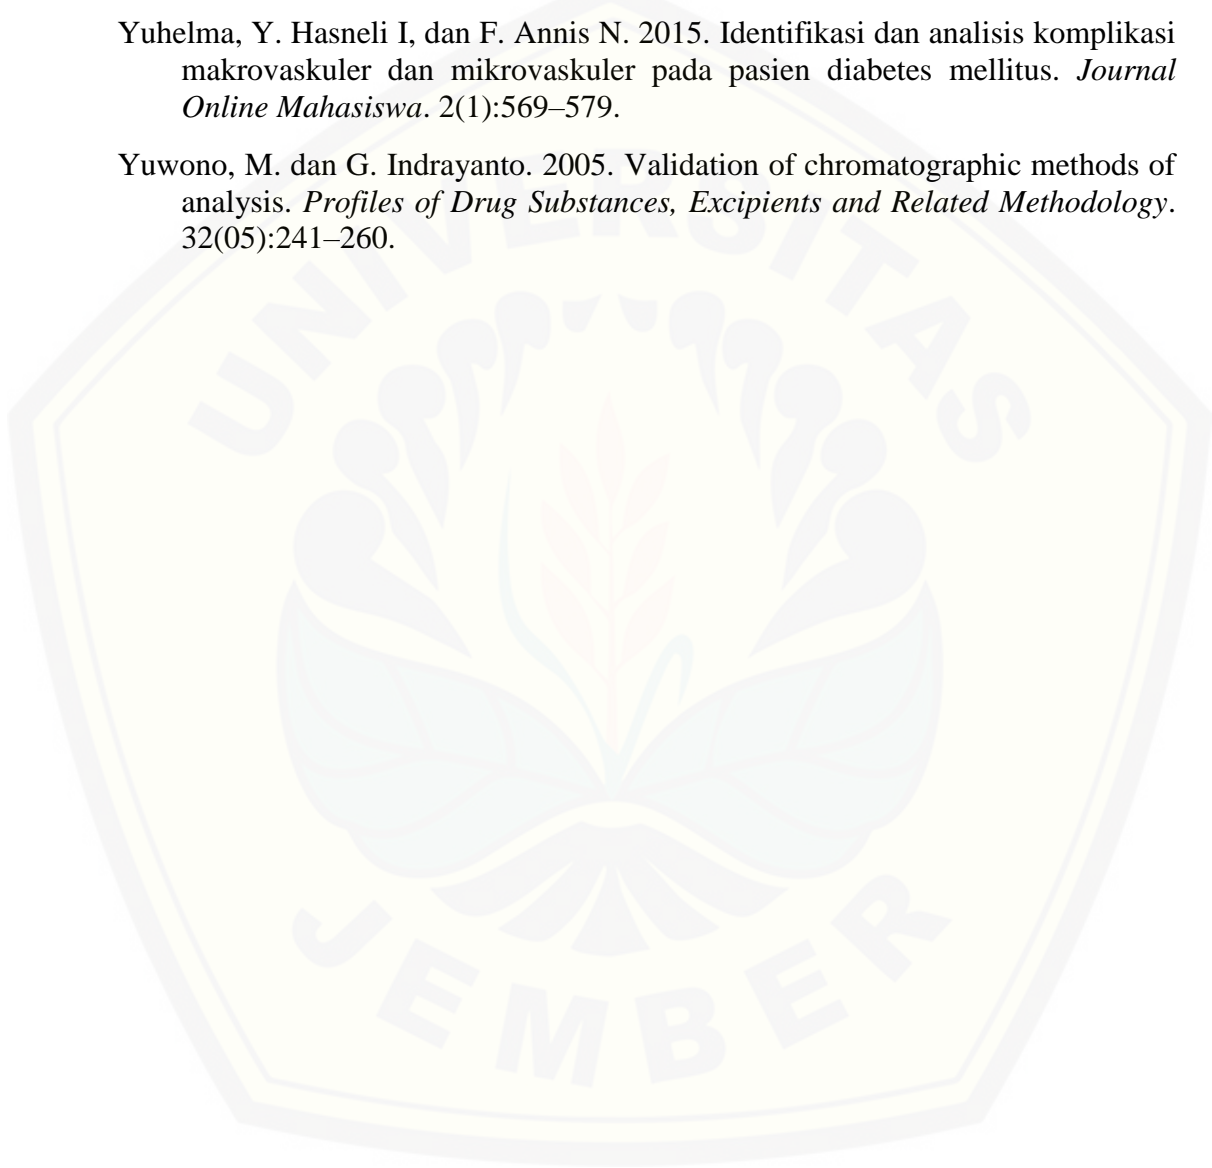 Yuhelma, Y. Hasneli I, dan F. Annis N. 2015. Identifikasi dan analisis komplikasi
makrovaskuler dan mikrovaskuler pada pasien diabetes mellitus. Journal
Online Mahasiswa. 2(1):569–579.
Yuwono, M. dan G. Indrayanto. 2005. Validation of chromatographic methods of
analysis. Profiles of Drug Substances, Excipients and Related Methodology.
32(05):241–260.
UNIVERSITAS
JEMBER